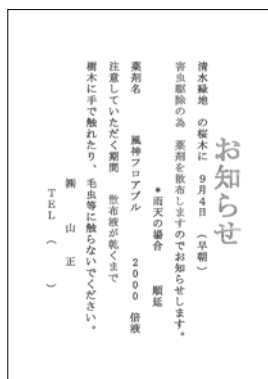 お知らせ
清水緑地 の桜木に 9月4日 (早朝)
害虫駆除の為 薬剤を散布しますのでお知らせします。
*雨天の場合 順延
薬剤名 風神フロアブル 2000 倍液
注意していただく期間 散布液が乾くまで
樹木に手で触れたり、毛虫等に触らないでください。
㈱ 山 正
TEL ( )